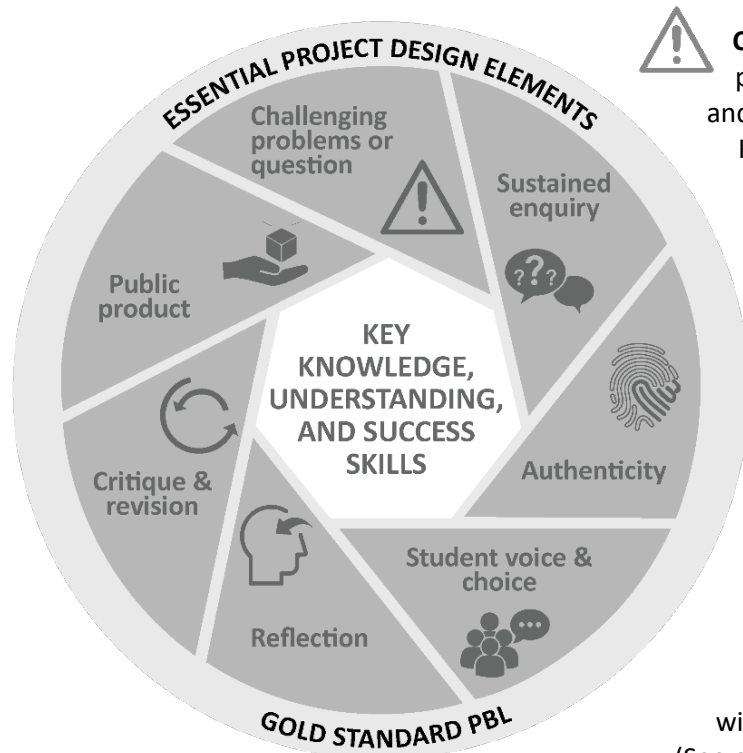 ESSENTIAL PROJECT DESIGN ELEMENTS
Challenging
problems or
question
Sustained
enquiry
???
Authenticity
Student voice &
choice
Reflection
Critique &
revision
Public
product
KEY
KNOWLEDGE,
UNDERSTANDING,
AND SUCCESS
SKILLS
GOLD STANDARD PBL
and